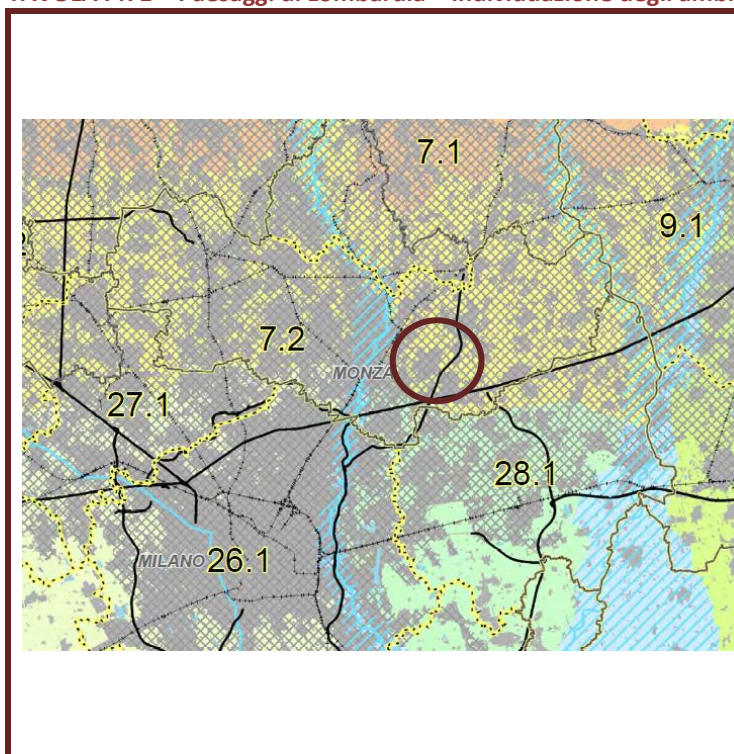 Paesaggi di Lombardia – Individuazione degli
7.1
9.1
7.2
MONZA
27.1
28.1
MILANO 26.1